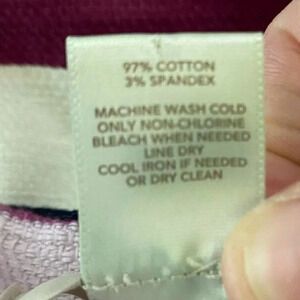 97% COTTON
3% SPANDEX
MACHINE WASH COLD
ONLY NON-CHLORINE
BLEACH WHEN NEEDED
LINE DRY
COOL IRON IF NEEDED
OR DRY CLEAN